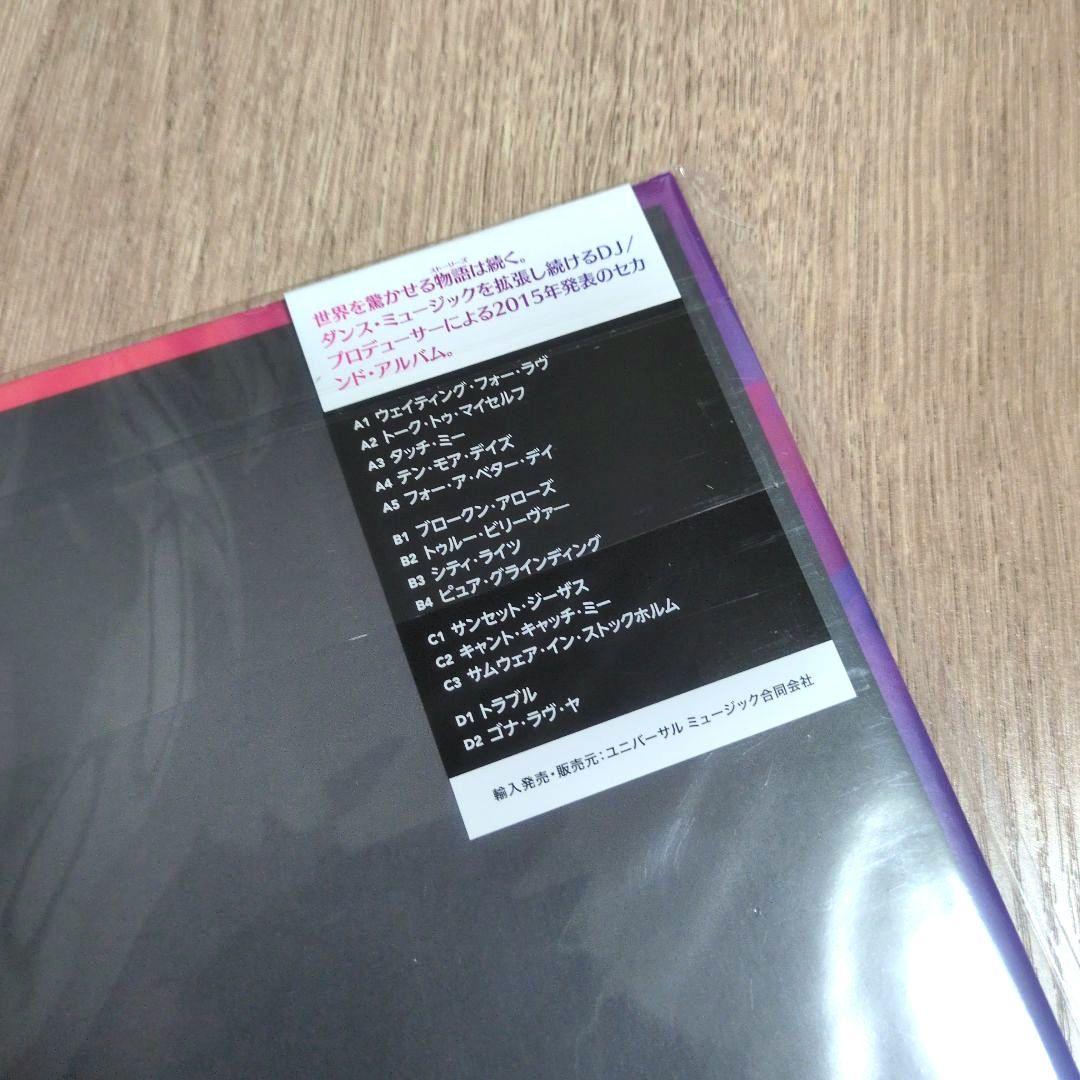 ストーリーズ
世界を驚かせる物語は続く。
ダンス・ミュージックを拡張し続けるDJ/
プロデューサーによる2015年発表のセカ
ンド・アルバム。
A1 ウェイティング・フォー・ラヴ
A2 トーク・トゥ・マイセルフ
A3 タッチ・ミー
A4 テン・モア・デイズ
A5 フォー・ア・ベター・デイ
B1 ブロークン・アローズ
B2 トゥルー・ビリーヴァー
B3 シティ・ライツ
B4 ピュア・グラインディング
C1 サンセット・ジーザス
C2 キャント・キャッチ・ミー
C3 サムウェア・イン・ストックホルム
D1 トラブル
D2 ゴナ・ラヴ・ヤ
輸入発売・販売元：ユニバーサル ミュージック合同会社